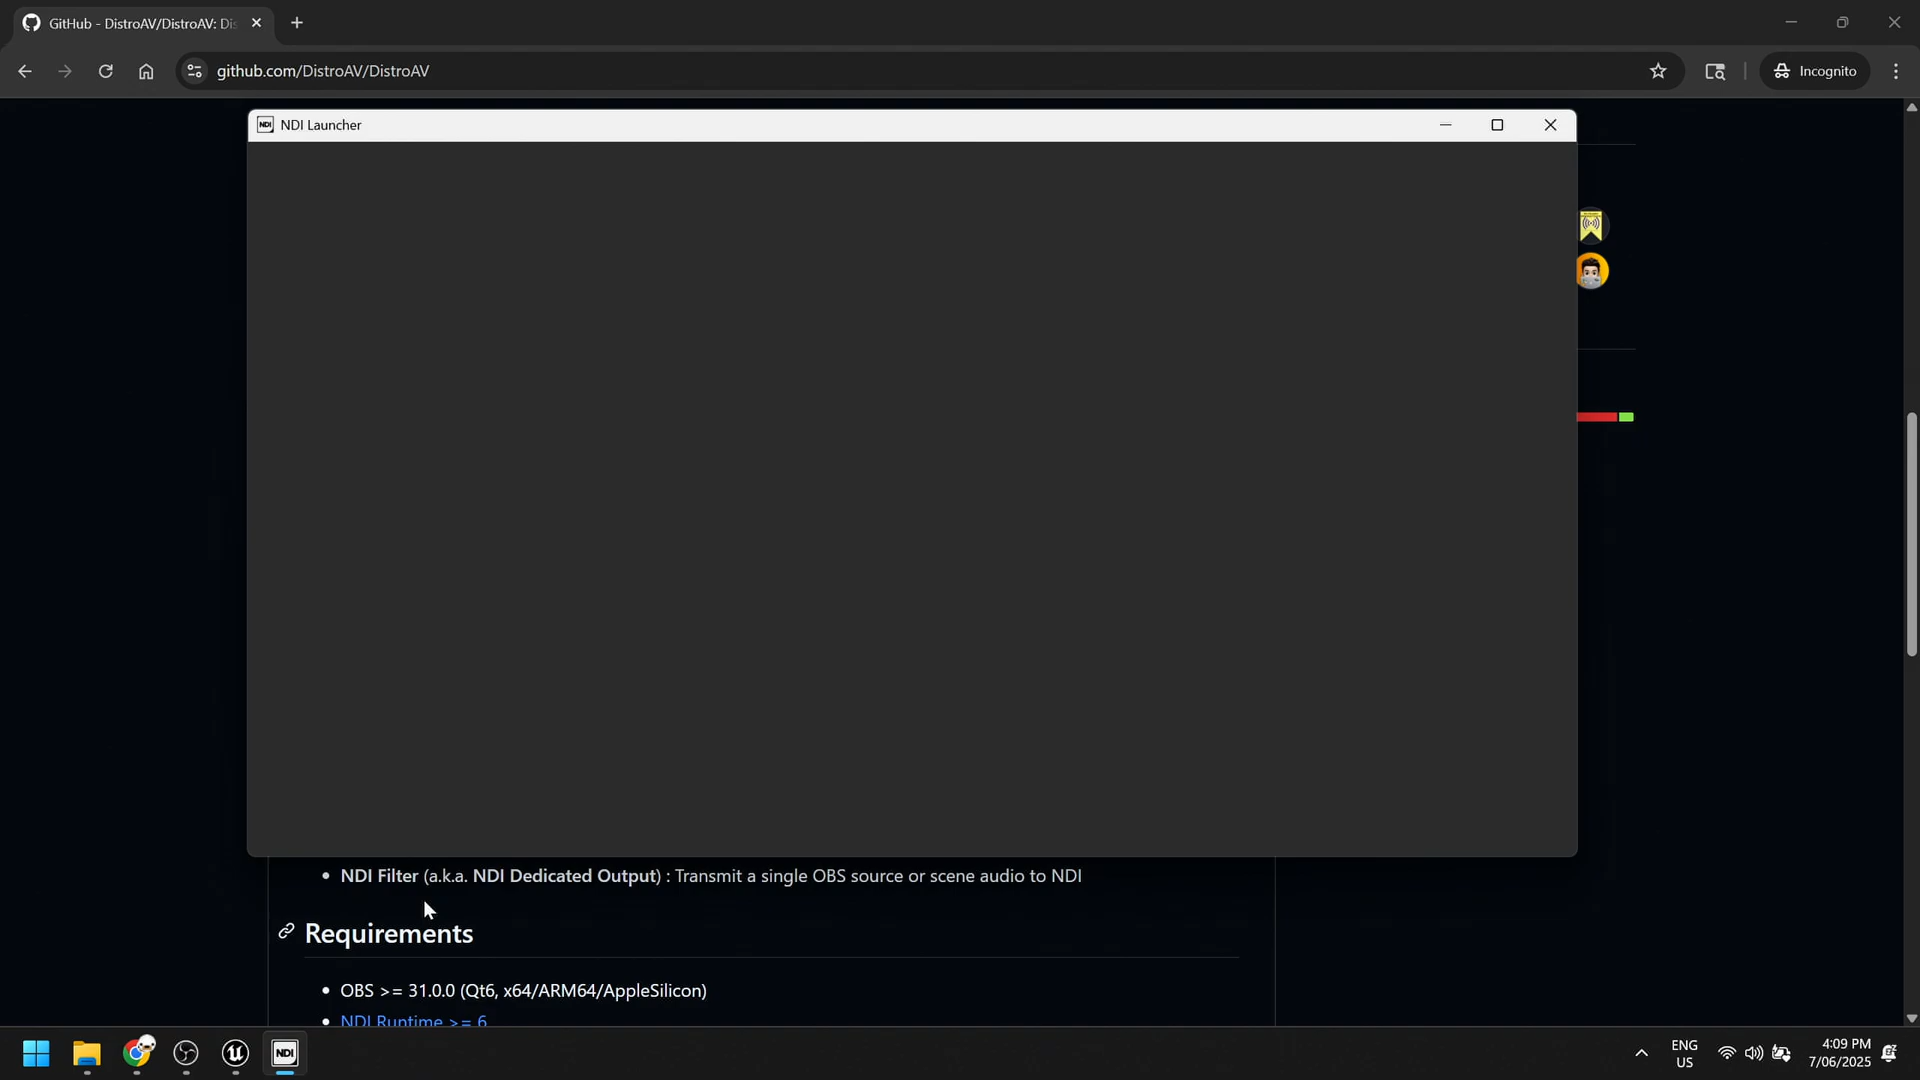 GitHub - DistroAV/DistroAV: Di
github.com/DistroAV/DistroAV
Incognito
NDI NDI Launcher
NDI Filter (a.k.a. NDI Dedicated Output) : Transmit a single OBS source or scene audio to NDI
Requirements
OBS >= 31.0.0 (Qt6, x64/ARM64/AppleSilicon)
NDI Runtime >= 6
NDI
ENG
US
4:09 PM
7/06/2025